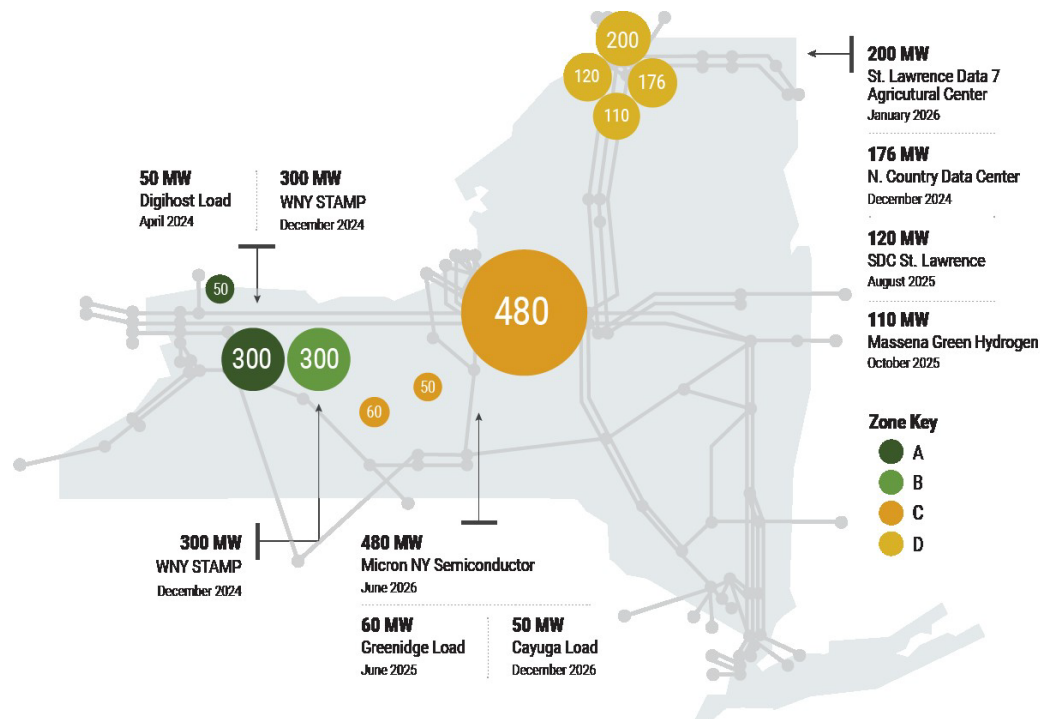 200
120
176
110
200 MW
St. Lawrence Data 7
Agricutural Center
January 2026
176 MW
N. Country Data Center
December 2024
120 MW
SDC St. Lawrence
August 2025
110 MW
Massena Green Hydrogen
October 2025
50 MW
Digihost Load
April 2024
300 MW
WNY STAMP
December 2024
50
480
300
300
50
60
Zone Key
A
B
C
D
300 MW
WNY STAMP
December 2024
480 MW
Micron NY Semiconductor
June 2026
60 MW
Greenidge Load
June 2025
50 MW
Cayuga Load
December 2026